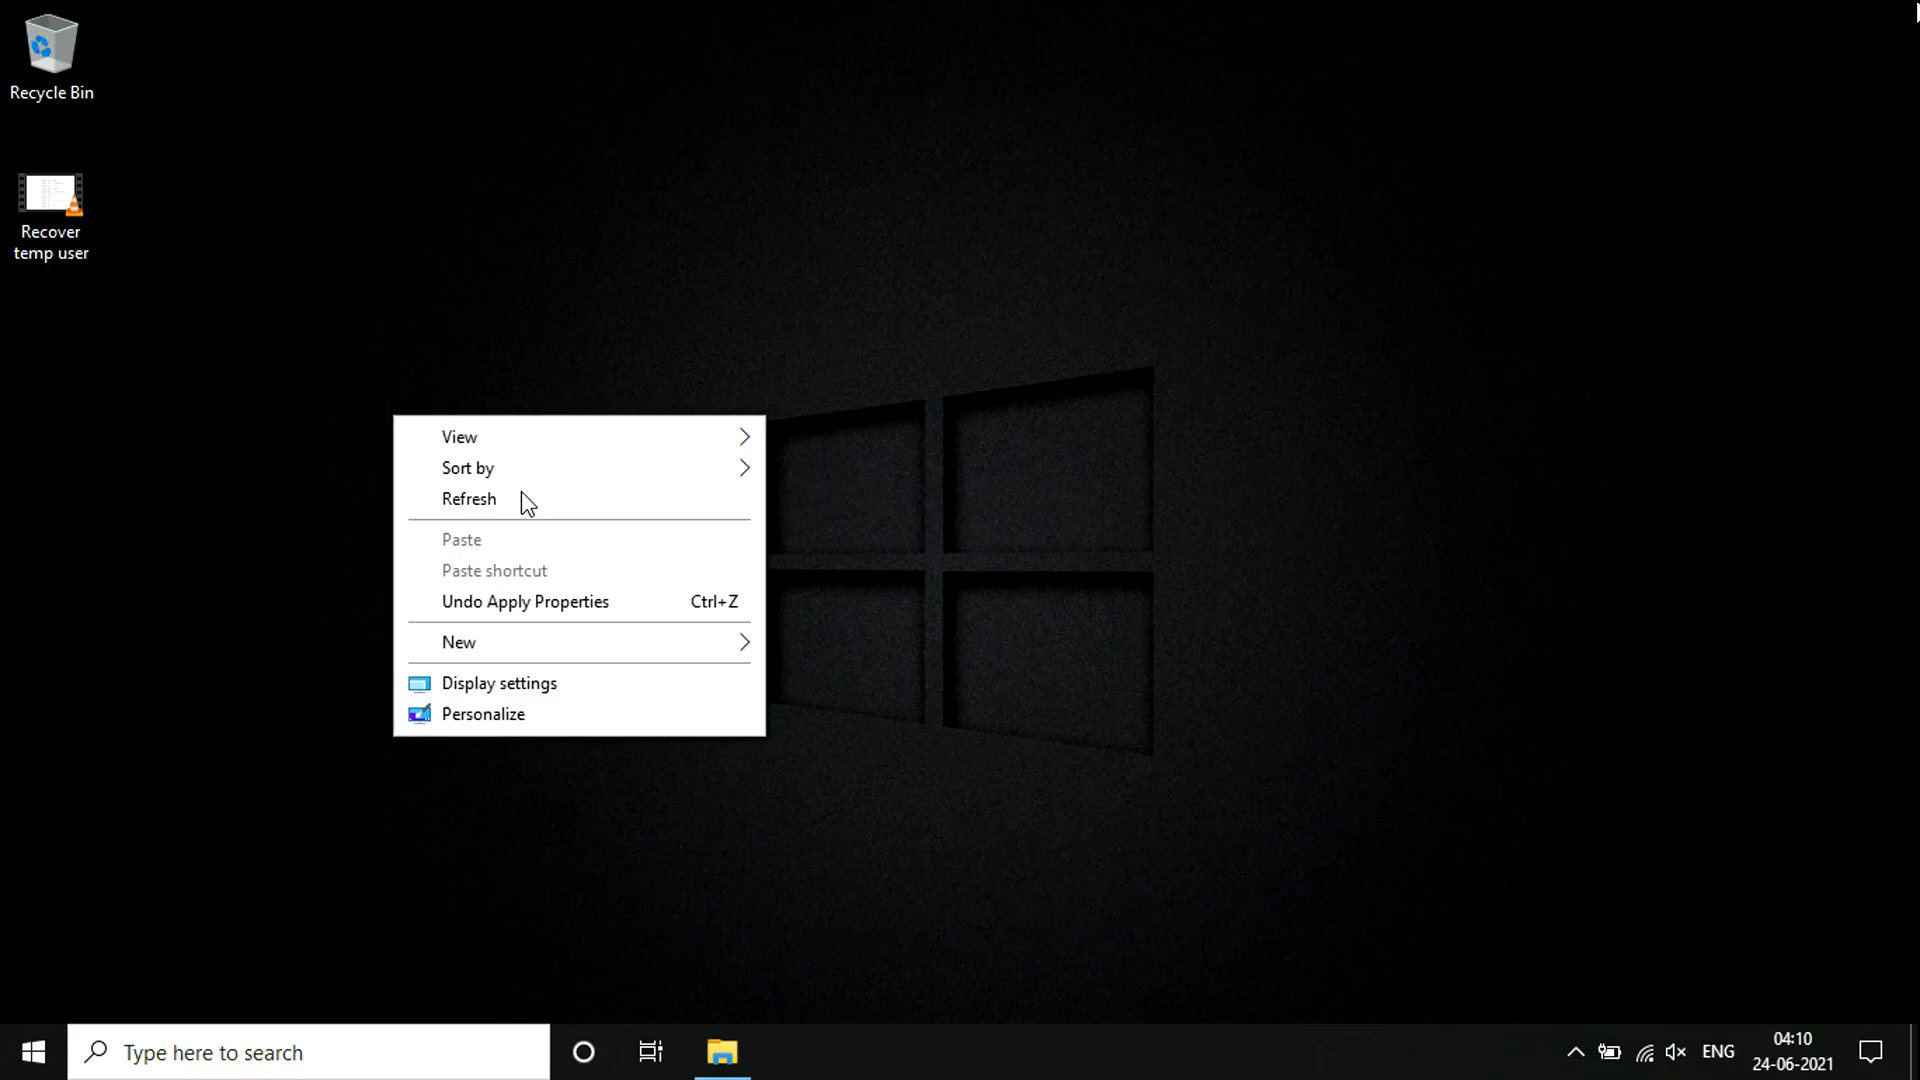 Recycle Bin
Recover
temp user
View
Sort by
Refresh
Paste
Paste shortcut
Undo Apply Properties Ctrl+Z
New
Display settings
Personalize
Type here to search
ENG
04:10
24-06-2021